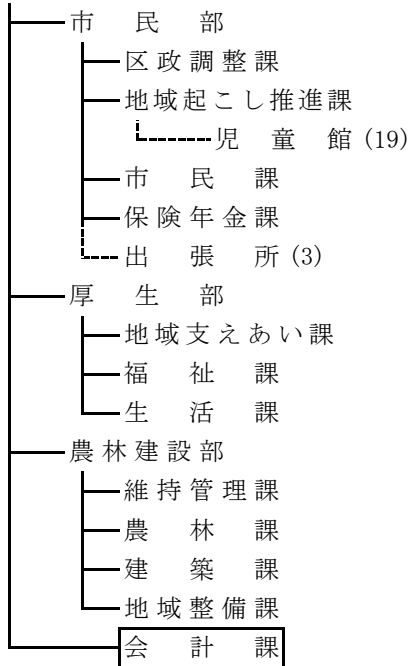 市民部
区政調整課
地域起こし推進課
児童館(19)
市民課
保険年金課
出張所(3)
厚生部
地域支えあい課
福祉課
生活課
農林建設部
維持管理課
農林課
建築課
地域整備課
会計課